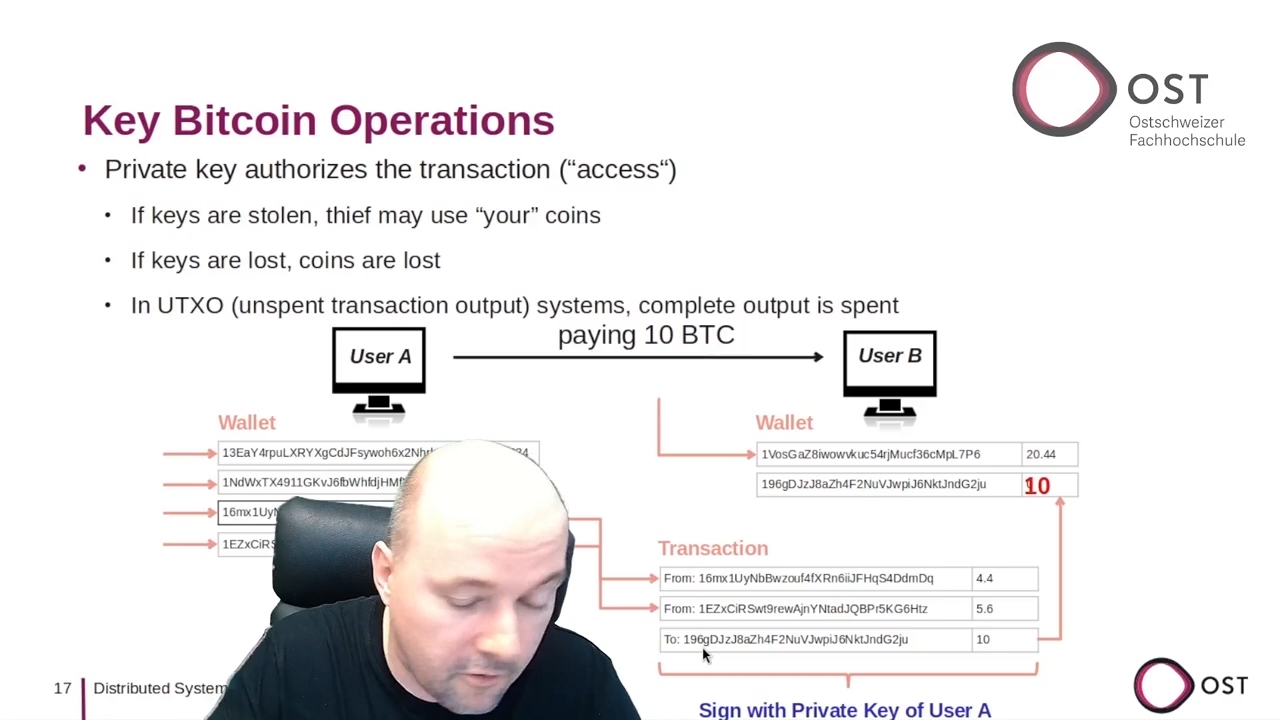 OST
Ostschweizer
Fachhochschule
Key Bitcoin Operations
• Private key authorizes the transaction (“access“)
• If keys are stolen, thief may use “your” coins
• If keys are lost, coins are lost
• In UTXO (unspent transaction output) systems, complete output is spent
paying 10 BTC
User A
User B
Wallet
13EaY4rpuLXRYXgCdJFsywoh6x2Nhr
1NdWxTX4911GKvJ6fbWhfdjHMf
16mx1Uy
1EZxCiRS
Wallet
1VosGaZ8iwowvkuc54rjMucf36cMpL7P6 20.44
196gDJzJ8aZh4F2NuVJwpiJ6NktJndG2ju 10
Transaction
From: 16mx1UyNbBwzouf4fXRn6iiJFHqS4DdmDq 4.4
From: 1EZxCiRSwt9rewAjnYNtadJQBPr5KG6Htz 5.6
To: 196gDJzJ8aZh4F2NuVJwpiJ6NktJndG2ju 10
Sign with Private Key of User A
17 Distributed System
OST